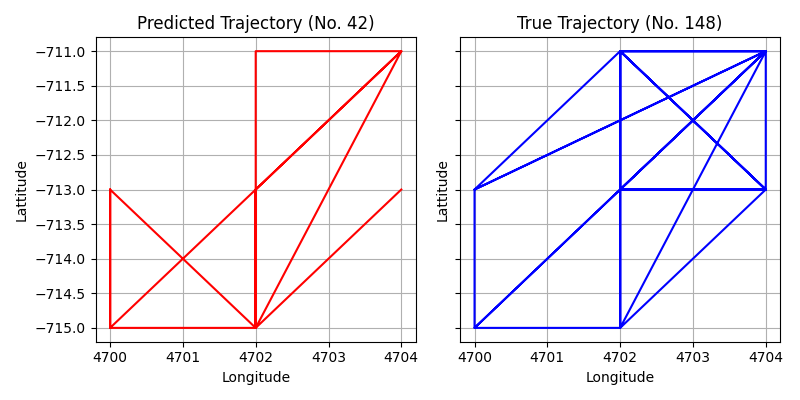 Predicted Trajectory (No. 42)
−711.0
−711.5
−712.0
−712.5
−713.0
−713.5
−714.0
−714.5
−715.0
Lattitude
4700 4701 4702 4703 4704
Longitude
True Trajectory (No. 148)
Lattitude
4700 4701 4702 4703 4704
Longitude